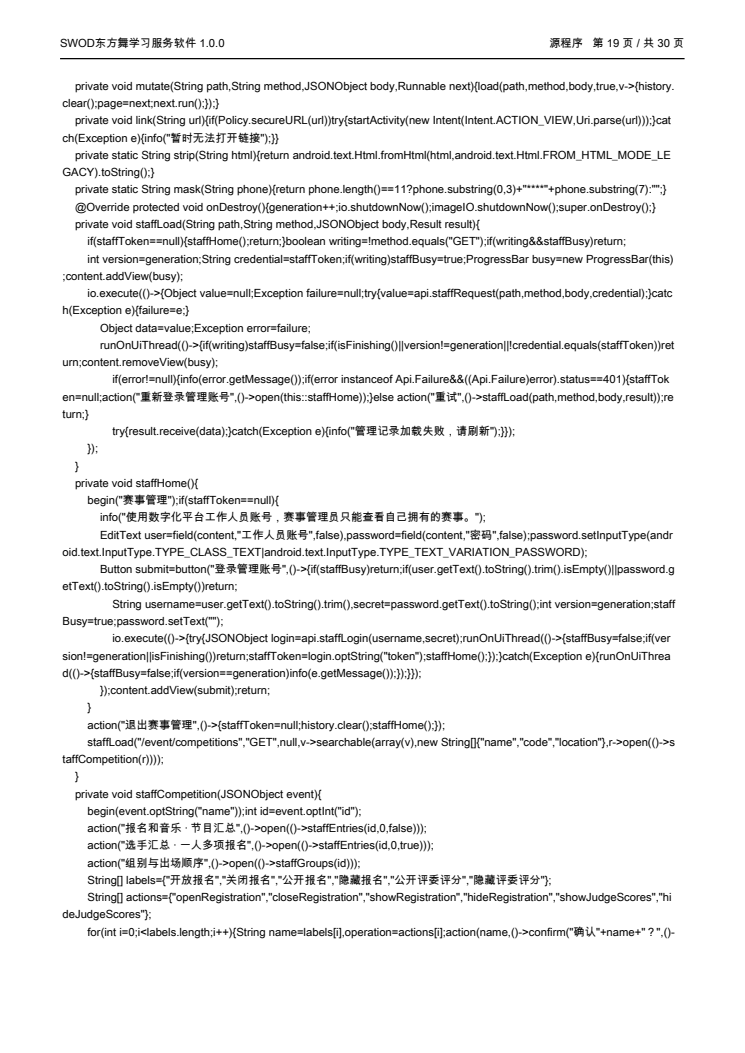 SWOD东方舞学习服务软件 1.0.0
源程序 第 19 页 / 共 30 页
private void mutate(String path,String method,JSONObject body,Runnable next){load(path,method,body,true,v->{history.
clear();page=next;next.run();});}
private void link(String url){if(Policy.secureURL(url))try{startActivity(new Intent(Intent.ACTION_VIEW,Uri.parse(url)));}cat
ch(Exception e){info("暂时无法打开链接");}}
private static String strip(String html){return android.text.Html.fromHtml(html,android.text.Html.FROM_HTML_MODE_LE
GACY).toString();}
private static String mask(String phone){return phone.length()==11?phone.substring(0,3)+"****"+phone.substring(7):"";}
@Override protected void onDestroy(){generation++;io.shutdownNow();imageIO.shutdownNow();super.onDestroy();}
private void staffLoad(String path,String method,JSONObject body,Result result){
if(staffToken==null){staffHome();return;}boolean writing=!method.equals("GET");if(writing&&staffBusy)return;
int version=generation;String credential=staffToken;if(writing)staffBusy=true;ProgressBar busy=new ProgressBar(this)
;content.addView(busy);
io.execute(()->{Object value=null;Exception failure=null;try{value=api.staffRequest(path,method,body,credential);}catc
h(Exception e){failure=e;}
Object data=value;Exception error=failure;
runOnUiThread(()->{if(writing)staffBusy=false;if(isFinishing()||version!=generation||!credential.equals(staffToken))ret
urn;content.removeView(busy);
if(error!=null){info(error.getMessage());if(error instanceof Api.Failure&&((Api.Failure)error).status==401){staffTok
en=null;action("重新登录管理账号",()->open(this::staffHome));}else action("重试",()->staffLoad(path,method,body,result));re
turn;}
try{result.receive(data);}catch(Exception e){info("管理记录加载失败，请刷新");}});
});
}
private void staffHome(){
begin("赛事管理");if(staffToken==null){
info("使用数字化平台工作人员账号，赛事管理员只能查看自己拥有的赛事。");
EditText user=field(content,"工作人员账号",false),password=field(content,"密码",false);password.setInputType(andr
oid.text.InputType.TYPE_CLASS_TEXT|android.text.InputType.TYPE_TEXT_VARIATION_PASSWORD);
Button submit=button("登录管理账号",()->{if(staffBusy)return;if(user.getText().toString().trim().isEmpty()||password.g
etText().toString().isEmpty())return;
String username=user.getText().toString().trim(),secret=password.getText().toString();int version=generation;staff
Busy=true;password.setText("");
io.execute(()->{try{JSONObject login=api.staffLogin(username,secret);runOnUiThread(()->{staffBusy=false;if(ver
sion!=generation||isFinishing())return;staffToken=login.optString("token");staffHome();});}catch(Exception e){runOnUiThrea
d(()->{staffBusy=false;if(version==generation)info(e.getMessage());});}});
});content.addView(submit);return;
}
action("退出赛事管理",()->{staffToken=null;history.clear();staffHome();});
staffLoad("/event/competitions","GET",null,v->searchable(array(v),new String[]{"name","code","location"},r->open(()->s
taffCompetition(r))));
}
private void staffCompetition(JSONObject event){
begin(event.optString("name"));int id=event.optInt("id");
action("报名和音乐 · 节目汇总",()->open(()->staffEntries(id,0,false)));
action("选手汇总 · 一人多项报名",()->open(()->staffEntries(id,0,true)));
action("组别与出场顺序",()->open(()->staffGroups(id)));
String[] labels={"开放报名","关闭报名","公开报名","隐藏报名","公开评委评分","隐藏评委评分"};
String[] actions={"openRegistration","closeRegistration","showRegistration","hideRegistration","showJudgeScores","hi
deJudgeScores"};
for(int i=0;i<labels.length;i++){String name=labels[i],operation=actions[i];action(name,()->confirm("确认"+name+"？",()-